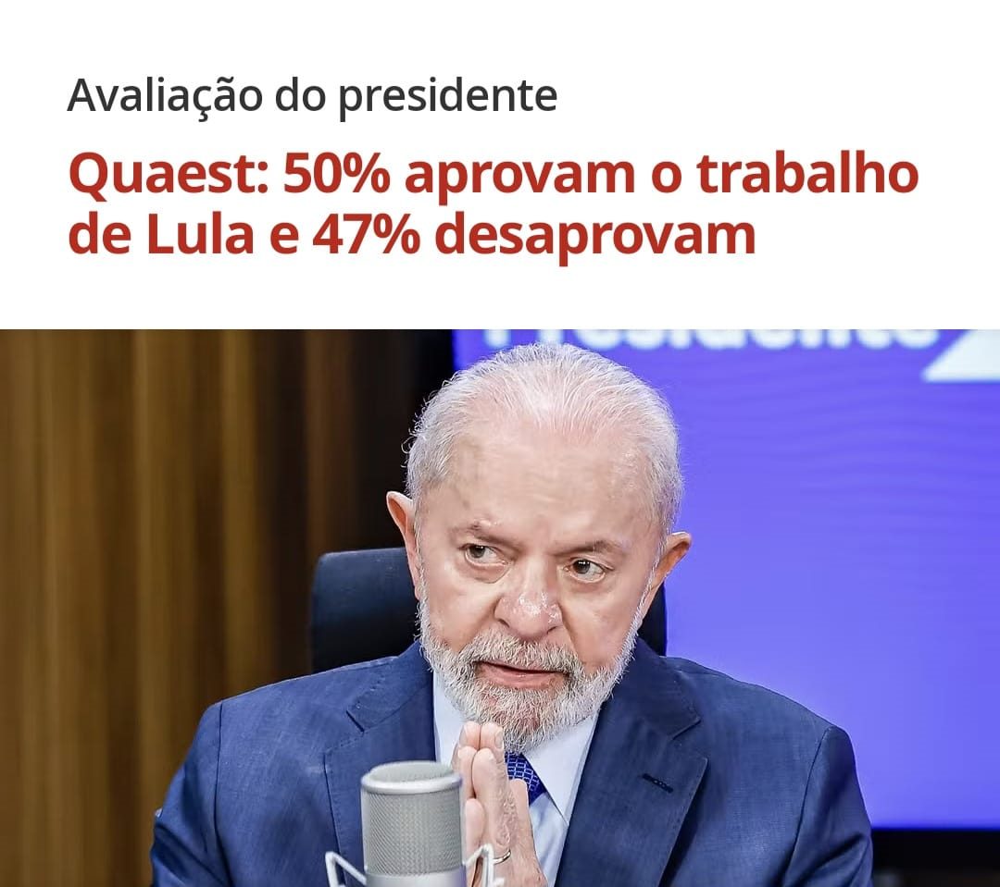 Avaliação do presidente
Quaest: 50% aprovam o trabalho
de Lula e 47% desaprovam